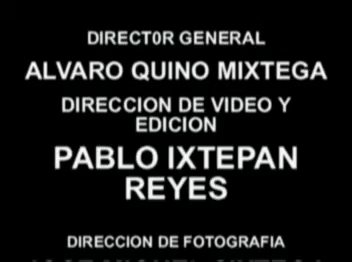 DIRECT0R GENERAL
ALVARO QUINO MIXTEGA
DIRECCION DE VIDEO Y
EDICION
PABLO IXTEPAN
REYES
DIRECCION DE FOTOGRAFIA